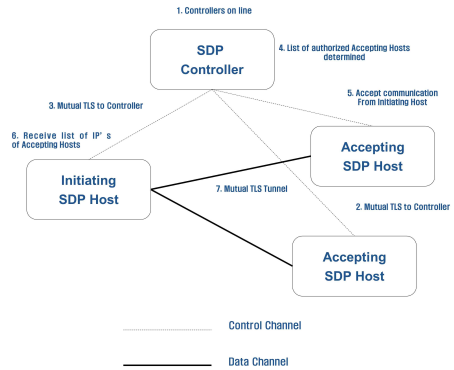 1. Controllers on line
SDP
Controller
4. List of authorized Accepting Hosts
determined
3. Mutual TLS to Controller
5. Accept communication
From Initiating Host
6. Receive list of IP' s
of Accepting Hosts
Accepting
SDP Host
Initiating
SDP Host
7. Mutual TLS Tunnel
2. Mutual TLS to Controller
Accepting
SDP Host
Control Channel
Data Channel